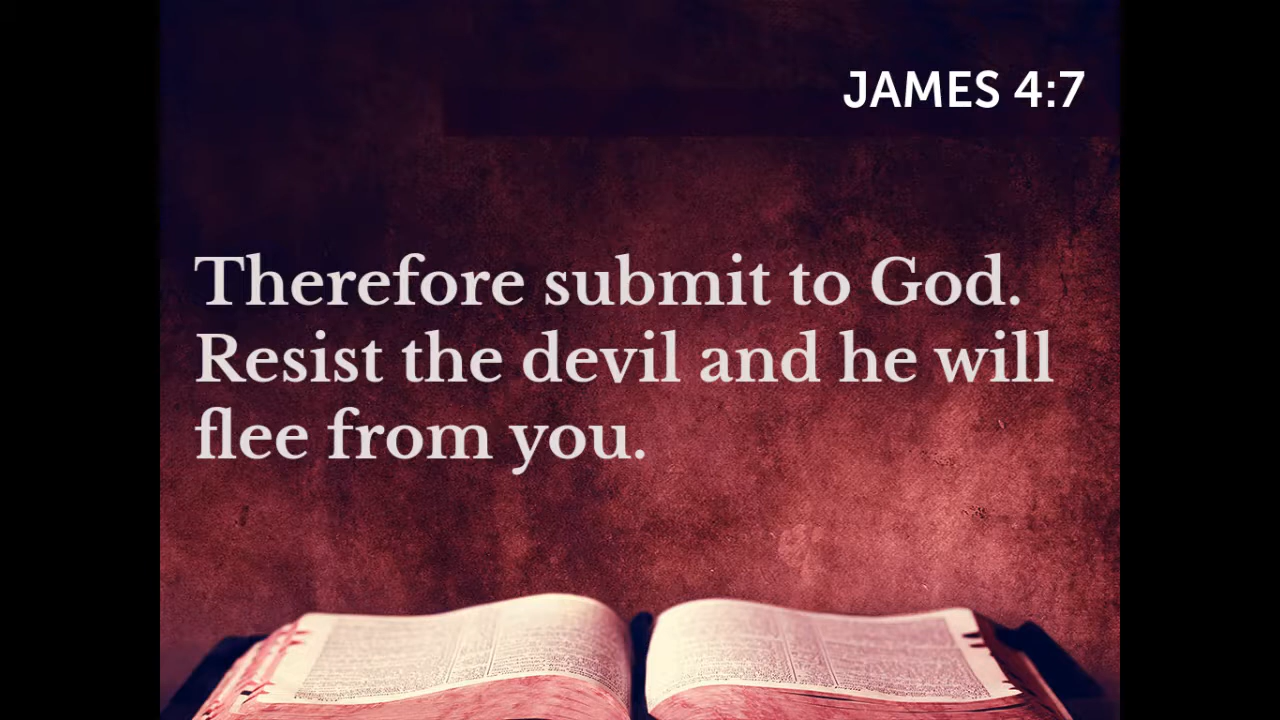 JAMES 4:7
Therefore submit to God.
Resist the devil and he will
flee from you.